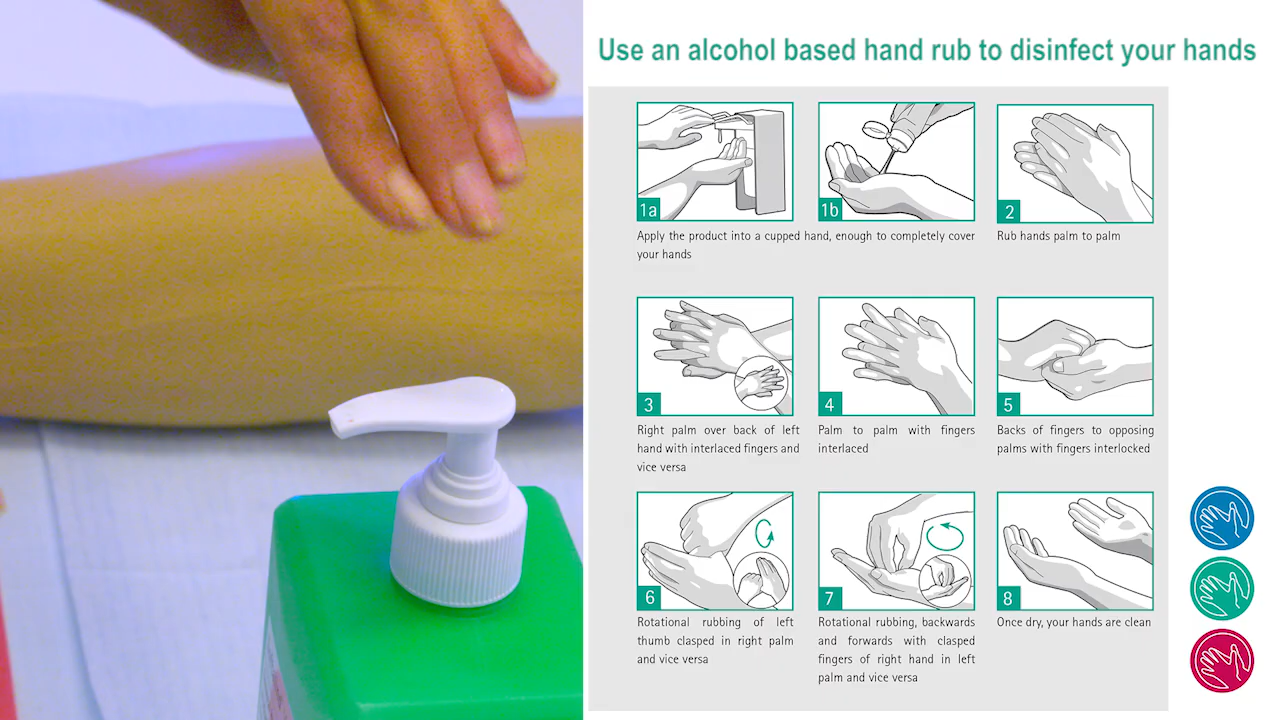 Use an alcohol based hand rub to disinfect your hands
1a
1b
2
Apply the product into a cupped hand, enough to completely cover
your hands
Rub hands palm to palm
3
4
5
Right palm over back of left
hand with interlaced fingers and
vice versa
Palm to palm with fingers
interlaced
Backs of fingers to opposing
palms with fingers interlocked
6
7
8
Rotational rubbing of left
thumb clasped in right palm
and vice versa
Rotational rubbing, backwards
and forwards with clasped
fingers of right hand in left
palm and vice versa
Once dry, your hands are clean